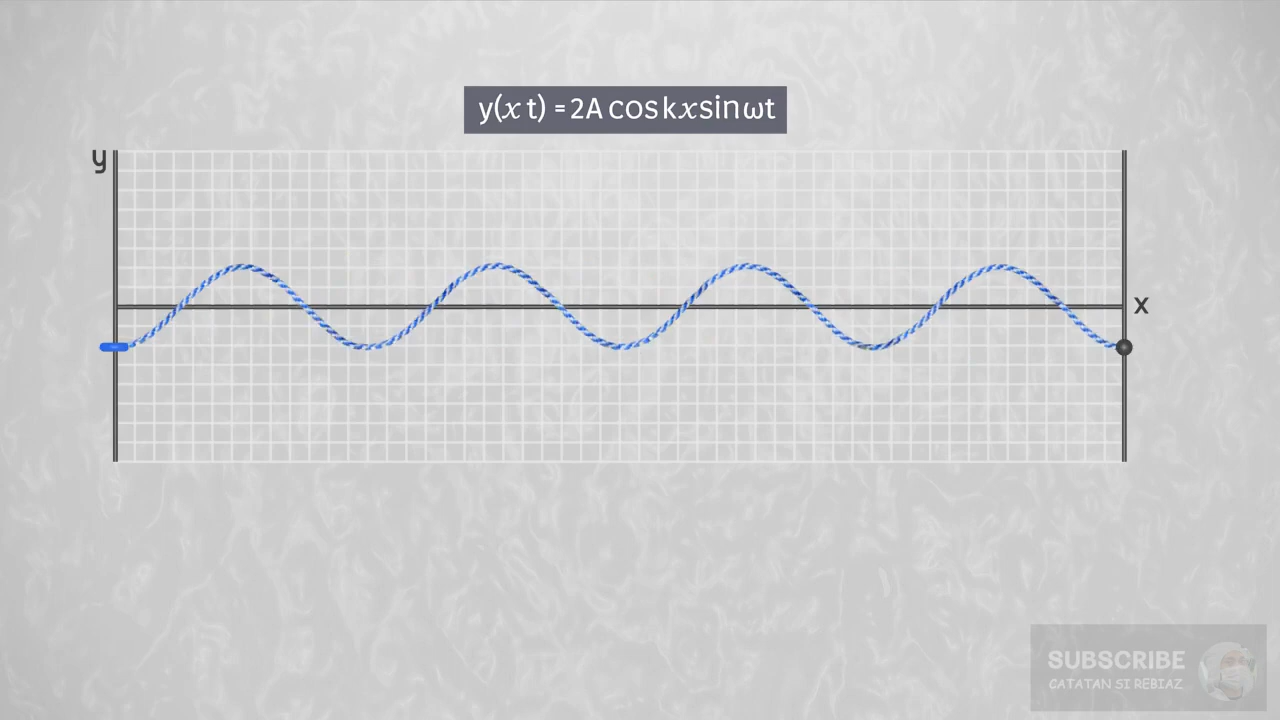 y(x t) = 2A cos kx sin ωt
y
x
SUBSCRIBE
CATATAN SI REBIAZ